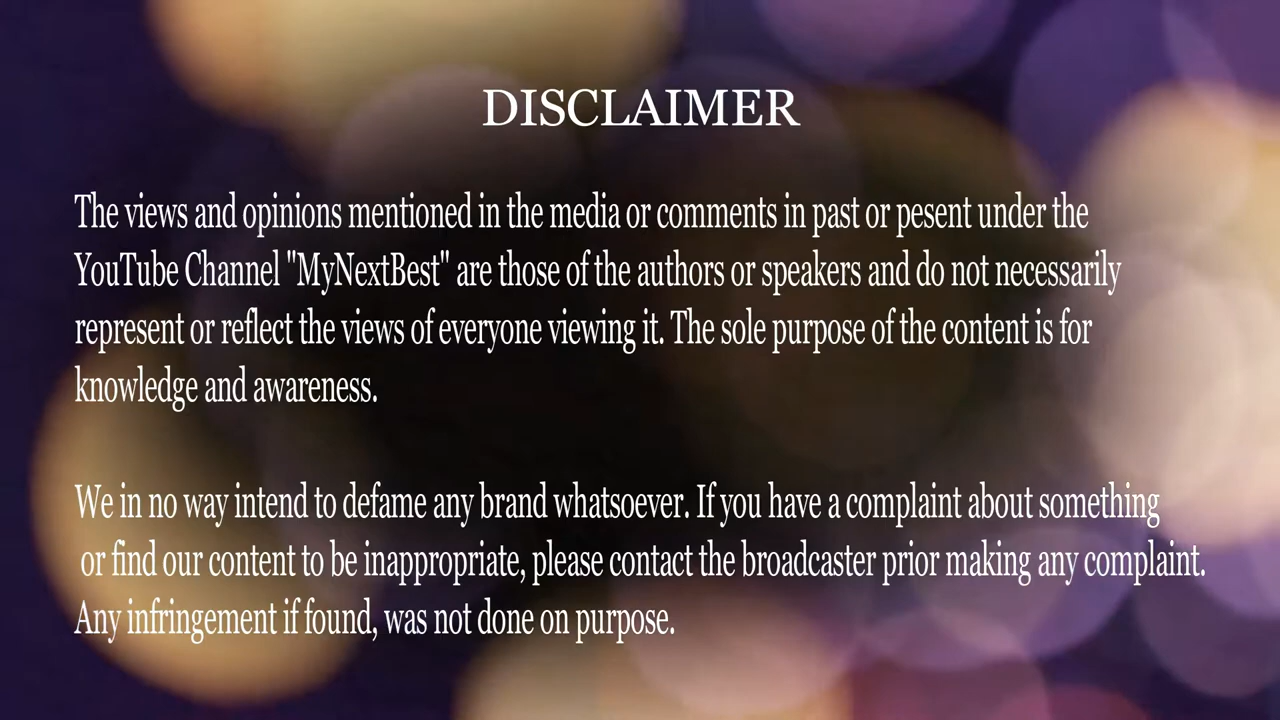 DISCLAIMER
The views and opinions mentioned in the media or comments in past or pesent under the
YouTube Channel "MyNextBest" are those of the authors or speakers and do not necessarily
represent or reflect the views of everyone viewing it. The sole purpose of the content is for
knowledge and awareness.
We in no way intend to defame any brand whatsoever. If you have a complaint about something
or find our content to be inappropriate, please contact the broadcaster prior making any complaint.
Any infringement if found, was not done on purpose.